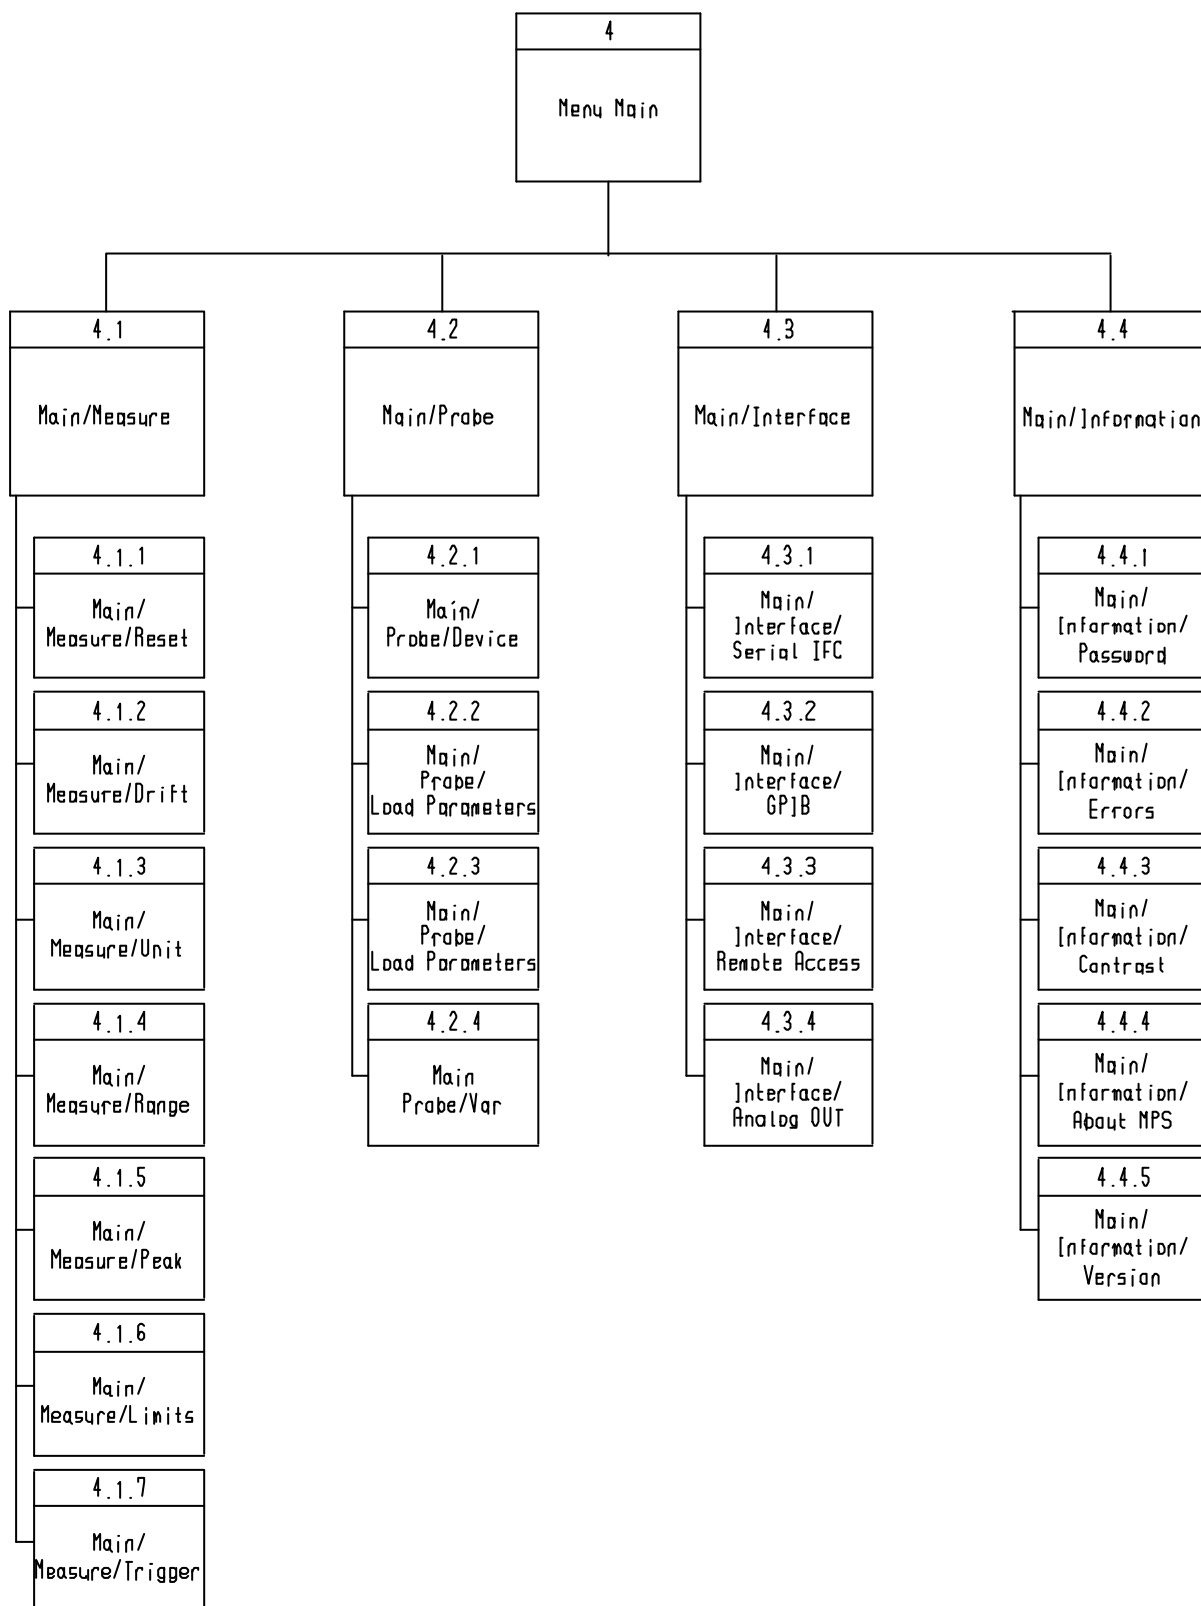 4
Menu Main
4.1
Main/Measure
4.1.1
Main/
Measure/Reset
4.1.2
Main/
Measure/Drift
4.1.3
Main/
Measure/Unit
4.1.4
Main/
Measure/Range
4.1.5
Main/
Measure/Peak
4.1.6
Main/
Measure/Limits
4.1.7
Main/
Measure/Trigger
4.2
Main/Probe
4.2.1
Main/
Probe/Device
4.2.2
Main/
Probe/
Load Parameters
4.2.3
Main/
Probe/
Load Parameters
4.2.4
Main
Probe/Var
4.3
Main/Interface
4.3.1
Main/
Interface/
Serial IFC
4.3.2
Main/
Interface/
GPIB
4.3.3
Main/
Interface/
Remote Access
4.3.4
Main/
Interface/
Analog OUT
4.4
Main/Information
4.4.1
Main/
Information/
Password
4.4.2
Main/
Information/
Errors
4.4.3
Main/
Information/
Contrast
4.4.4
Main/
Information/
About MPS
4.4.5
Main/
Information/
Version